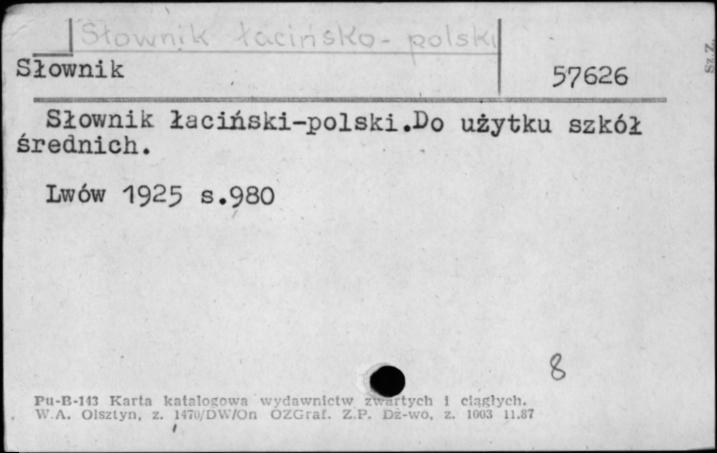 Słownik łacińsko-polski
Słownik
57626
Z zs
Słownik łaciński-polski.Do użytku szkół
średnich.
Lwów 1925 s.980
8
Pu-B-143 Karta katalogowa wydawnictw zwartych i ciągłych.
W.A. Olsztyn, z. 1470/DW/On OZGraf. Z.P. Dz-wo, z. 1003 11.87